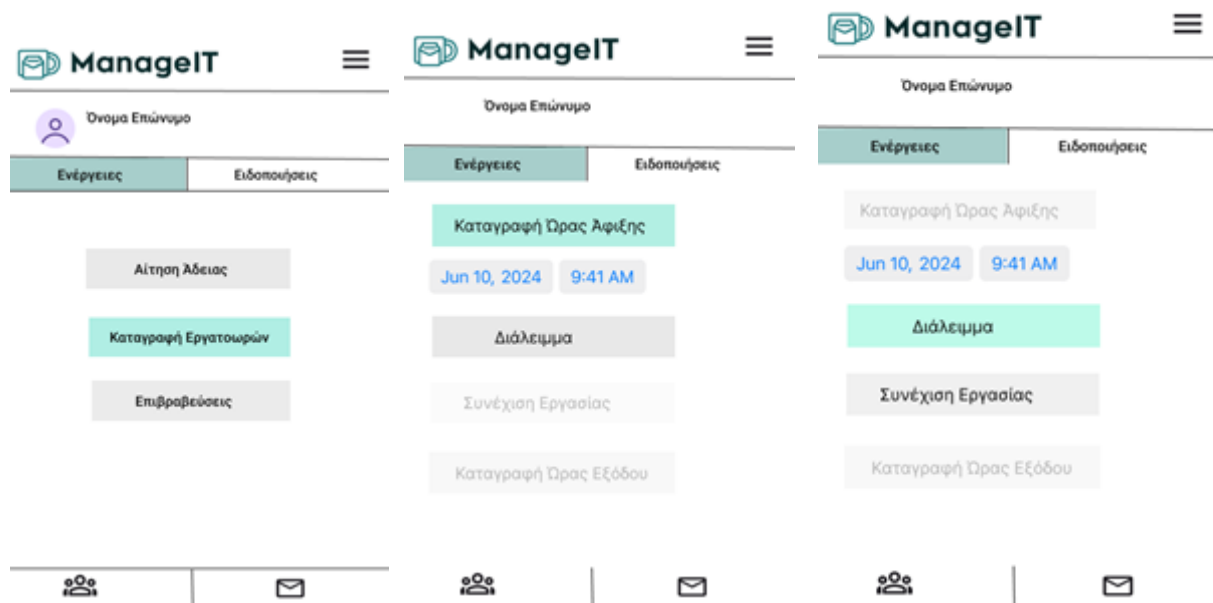 ManageIT
Όνομα Επώνυμο
Ενέργειες
Ειδοποιήσεις
Αίτηση Άδειας
Καταγραφή Εργατοωρών
Επιβραβεύσεις
ManageIT
Όνομα Επώνυμο
Ενέργειες
Ειδοποιήσεις
Καταγραφή Ώρας Άφιξης
Jun 10, 2024 9:41 AM
Διάλειμμα
Συνέχιση Εργασίας
Καταγραφή Ώρας Εξόδου
ManageIT
Όνομα Επώνυμο
Ενέργειες
Ειδοποιήσεις
Καταγραφή Ώρας Άφιξης
Jun 10, 2024 9:41 AM
Διάλειμμα
Συνέχιση Εργασίας
Καταγραφή Ώρας Εξόδου